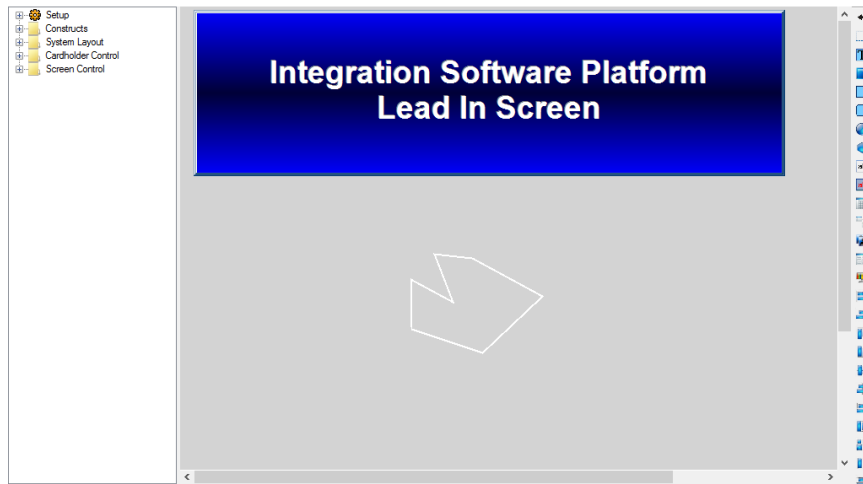 Setup
Constructs
System Layout
Cardholder Control
Screen Control
Integration Software Platform
Lead In Screen